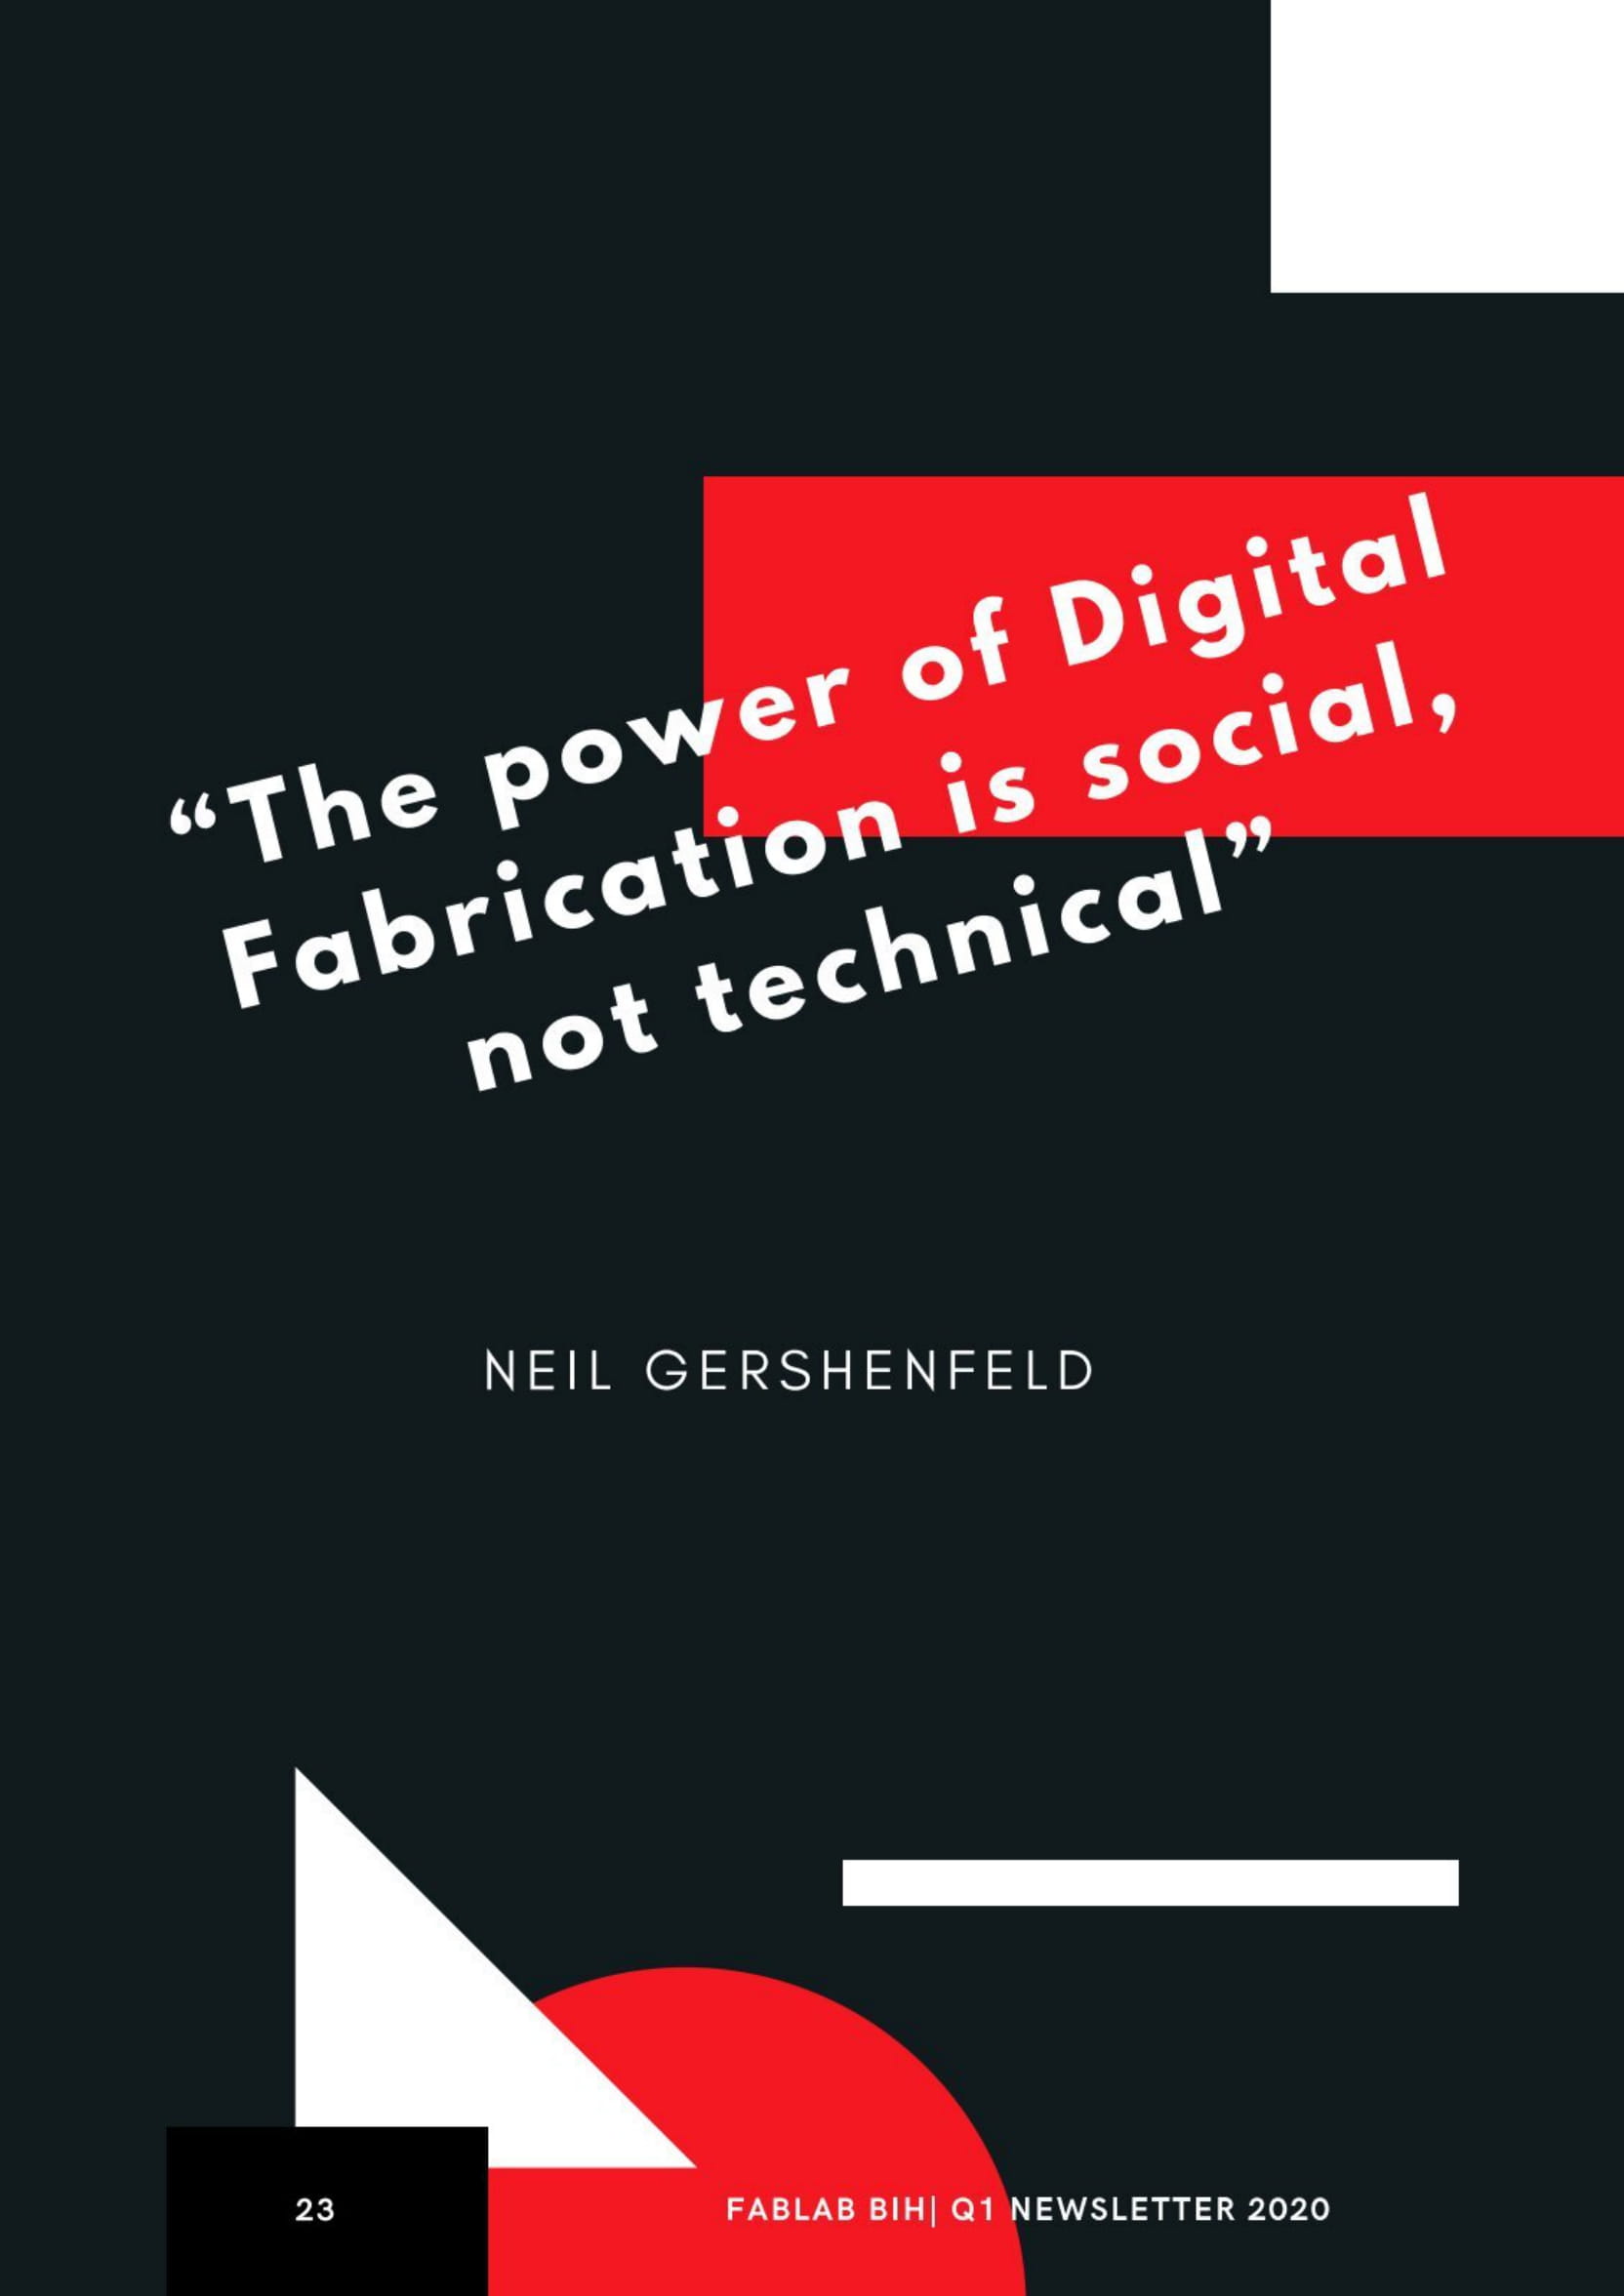 “The power of Digital
Fabrication is social,
not technical”
NEIL GERSHENFELD
23
FABLAB BIH| Q1 NEWSLETTER 2020